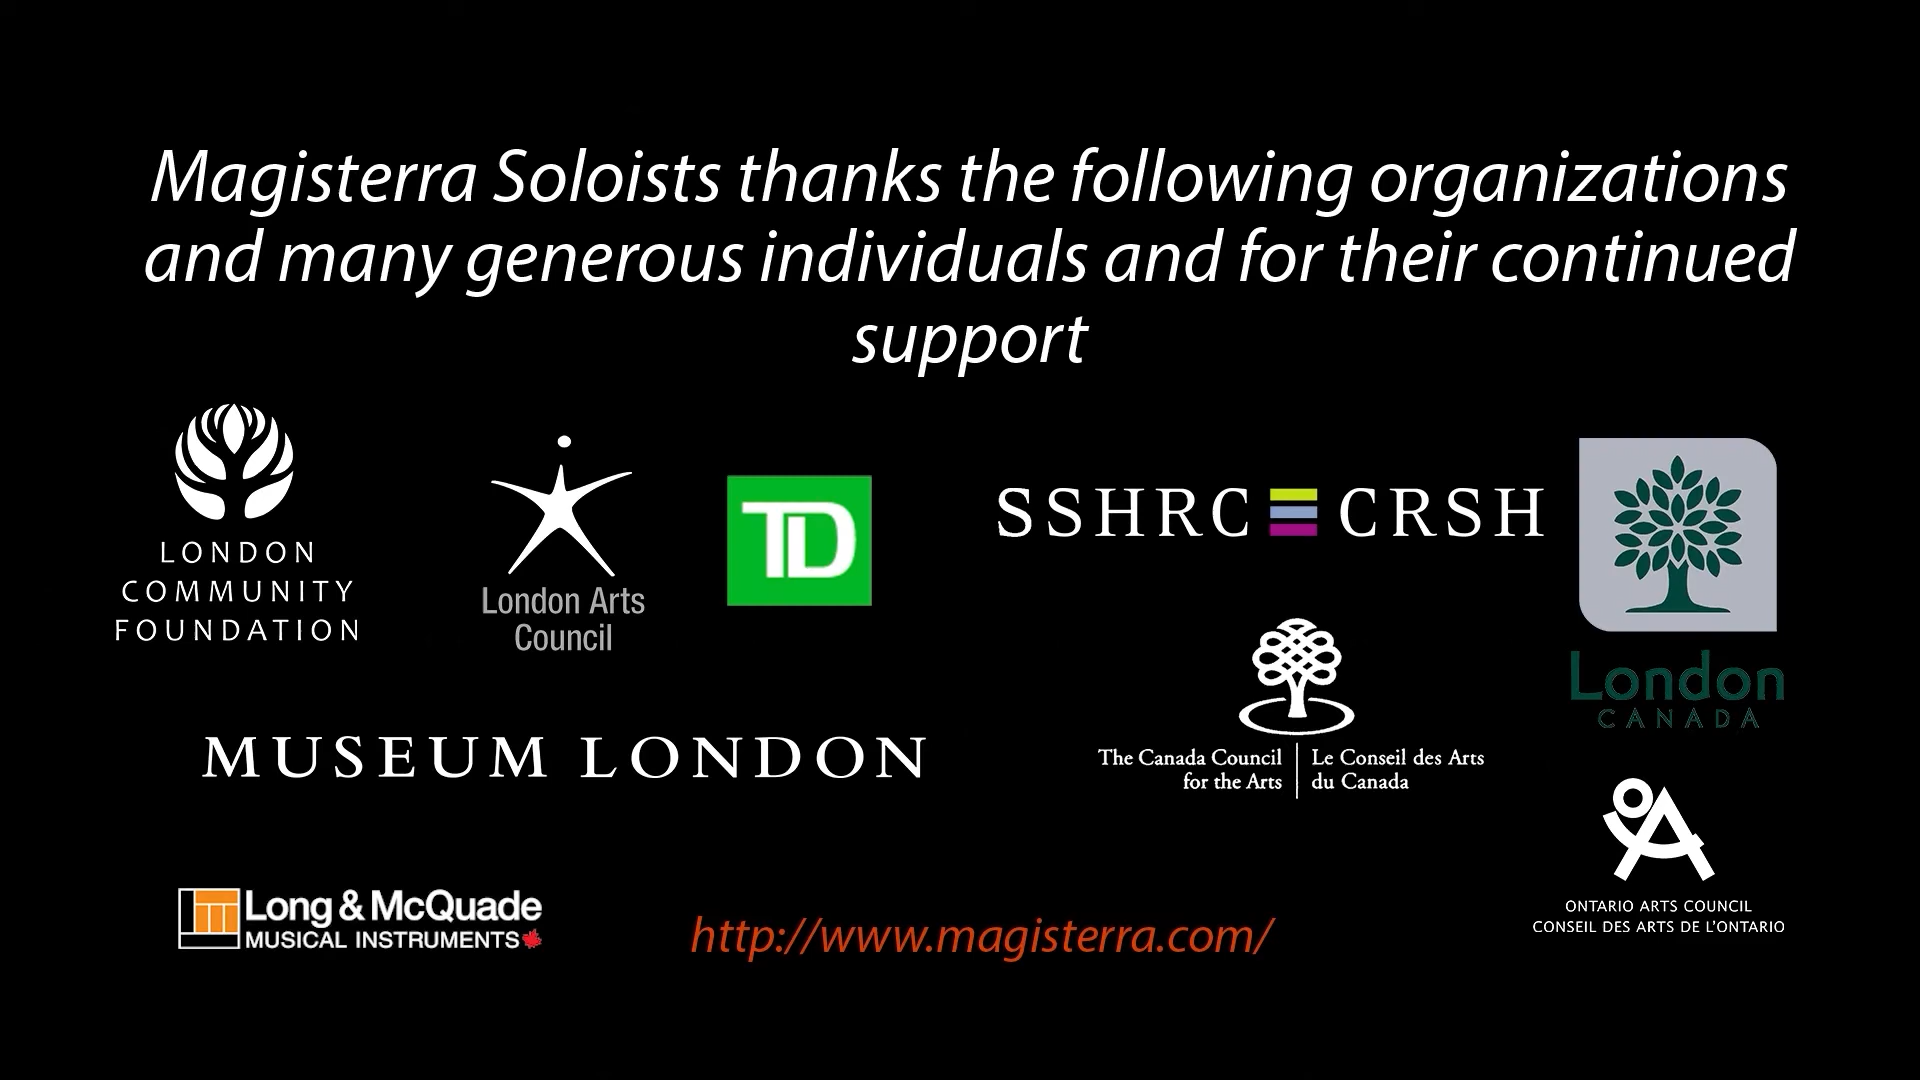 Magisterra Soloists thanks the following organizations
and many generous individuals and for their continued
support
LONDON
COMMUNITY
FOUNDATION
London Arts
Council
TD
SSHRC CRSH
London
CANADA
MUSEUM LONDON
The Canada Council
for the Arts
Le Conseil des Arts
du Canada
Long & McQuade
MUSICAL INSTRUMENTS
http://www.magisterra.com/
ONTARIO ARTS COUNCIL
CONSEIL DES ARTS DE L'ONTARIO